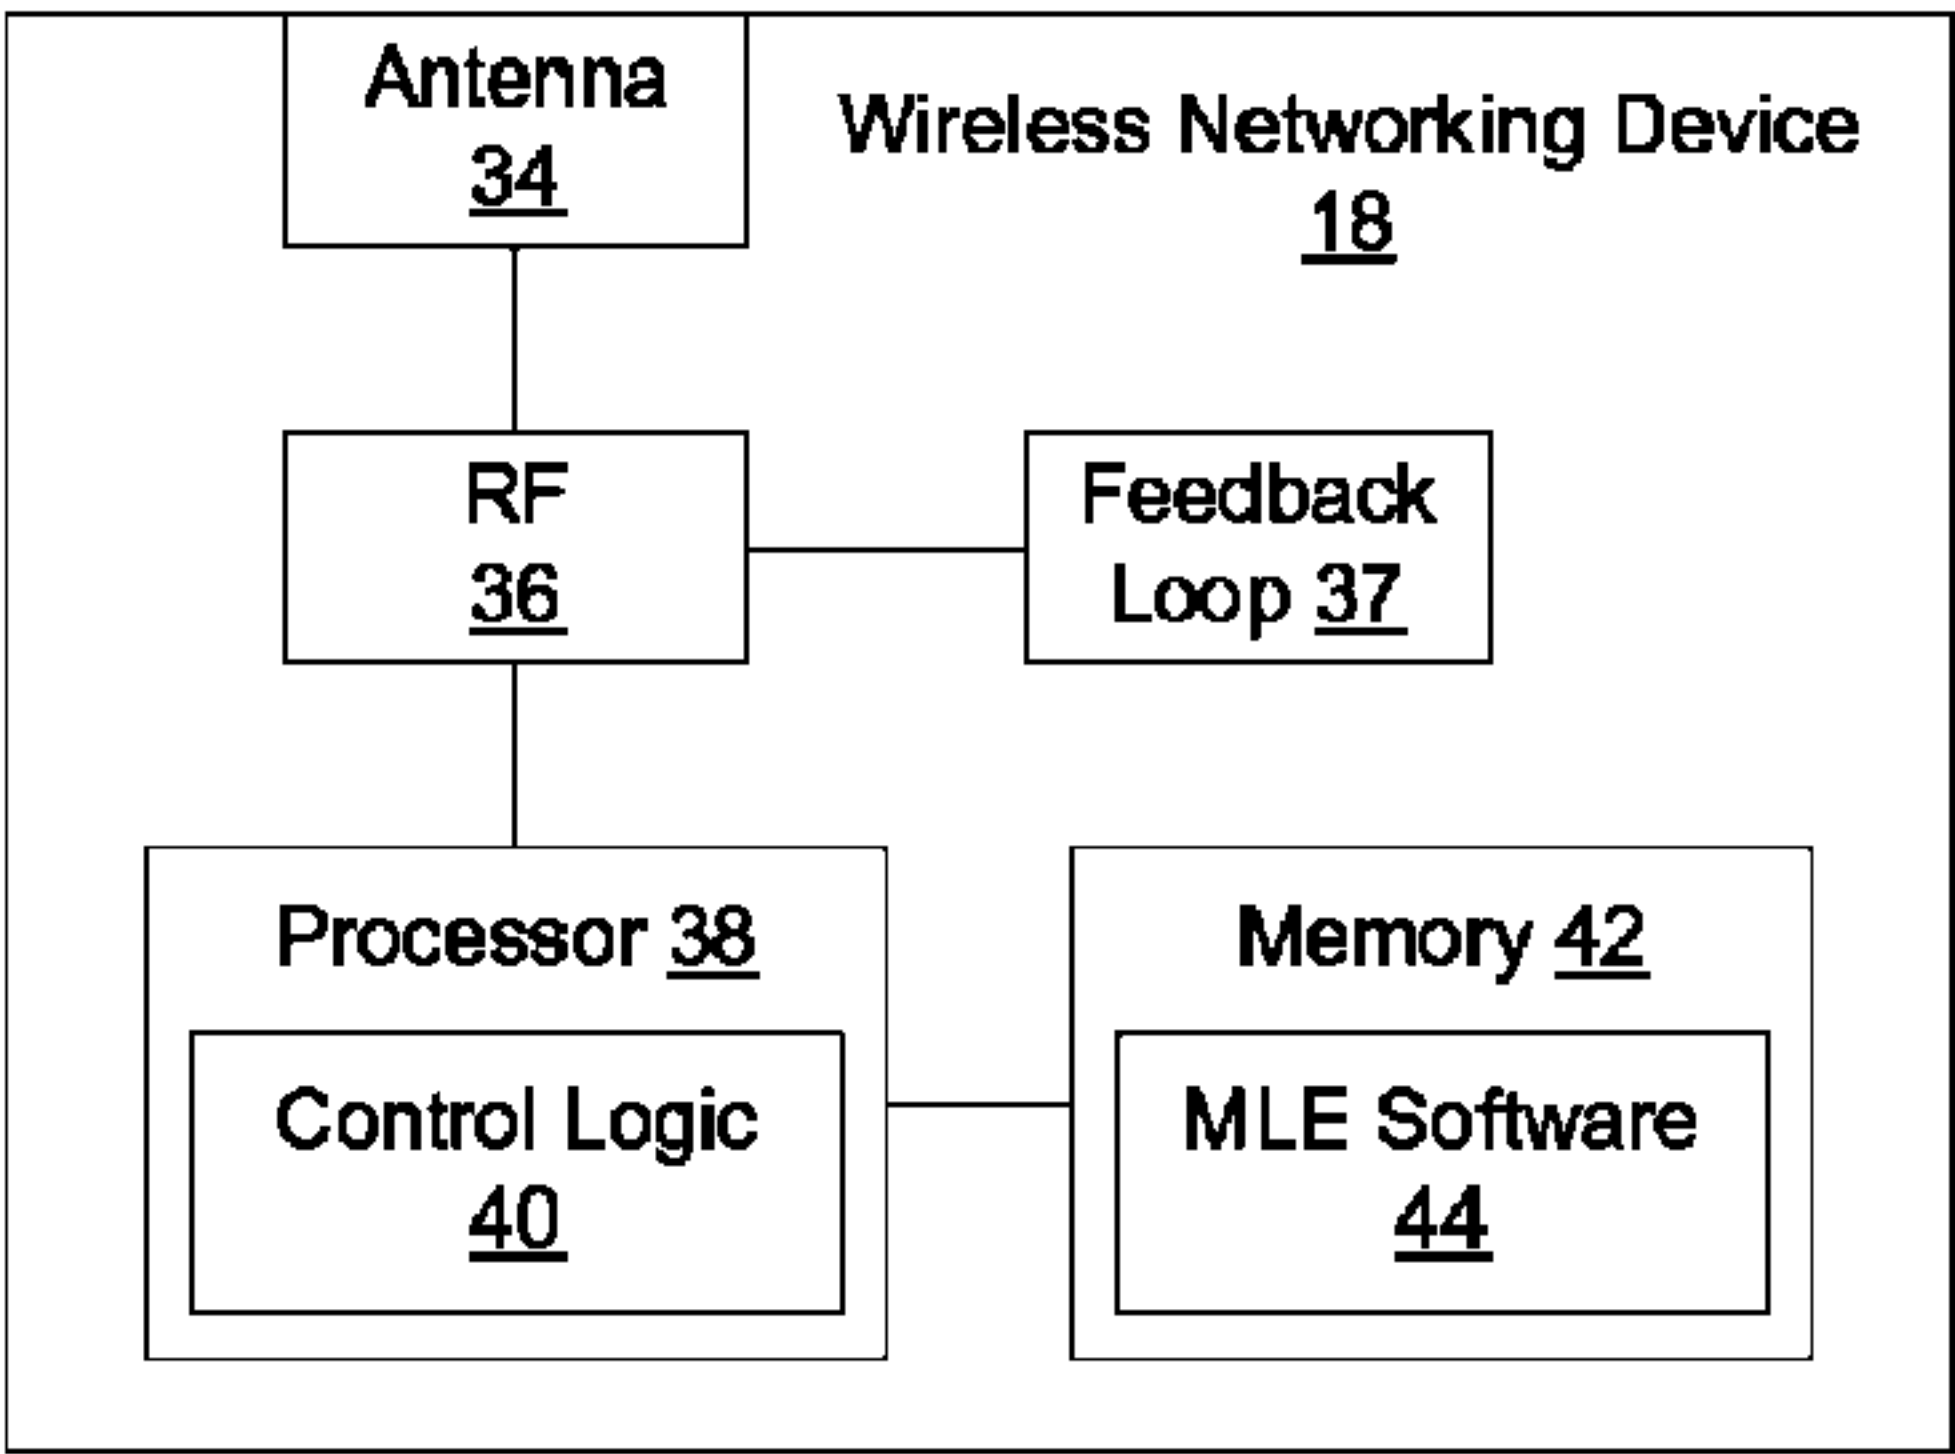 Antenna
34
Wireless Networking Device
18
RF
36
Feedback
Loop 37
Processor 38
Control Logic
40
Memory 42
MLE Software
44